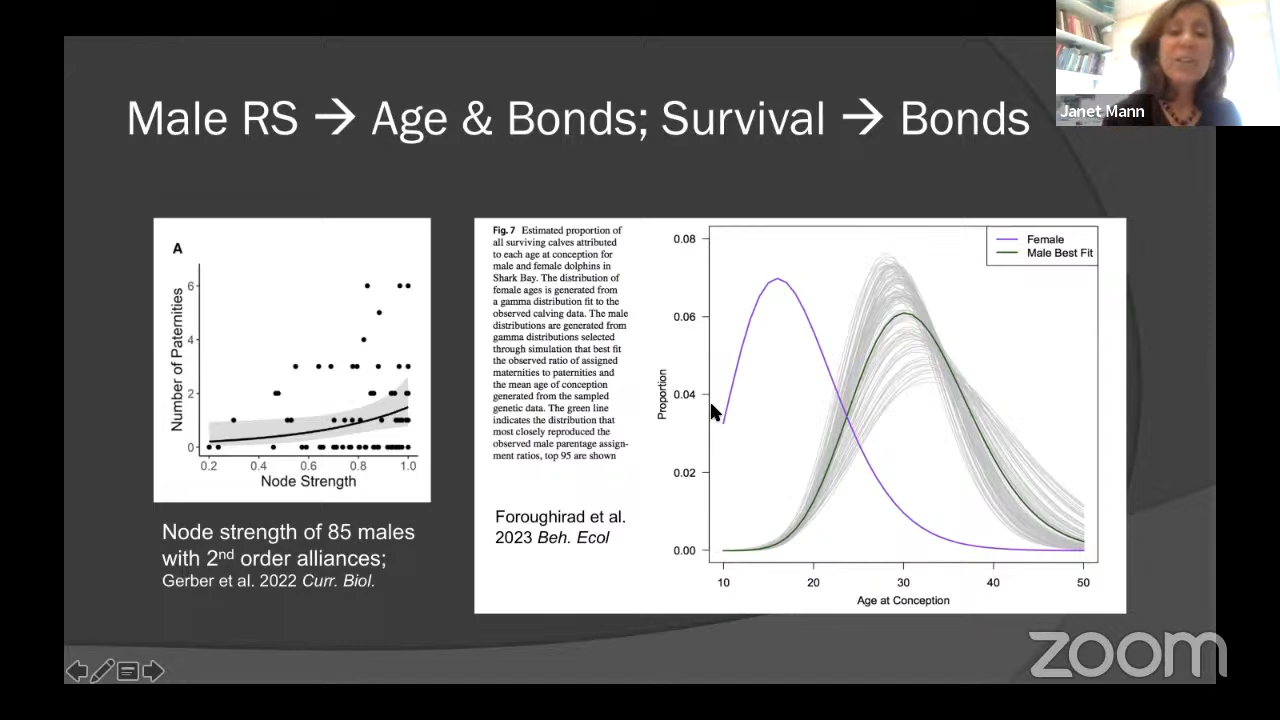 Janet Mann
Male RS → Age & Bonds; Survival → Bonds
A
Number of Paternities
6
4
2
0
0.2 0.4 0.6 0.8 1.0
Node Strength
Node strength of 85 males
with 2nd order alliances;
Gerber et al. 2022 Curr. Biol.
Fig. 7 Estimated proportion of
all surviving calves attributed
to each age at conception for
male and female dolphins in
Shark Bay. The distribution of
female ages is generated from
a gamma distribution fit to the
observed calving data. The male
distributions are generated from
gamma distributions selected
through simulation that best fit
the observed ratio of assigned
maternities to paternities and
the mean age of conception
generated from the sampled
genetic data. The green line
indicates the distribution that
most closely reproduced the
observed male parentage assign-
ment ratios, top 95 are shown
Foroughirad et al.
2023 Beh. Ecol
Proportion
0.08
0.06
0.04
0.02
0.00
Female
Male Best Fit
10 20 30 40 50
Age at Conception
zoom